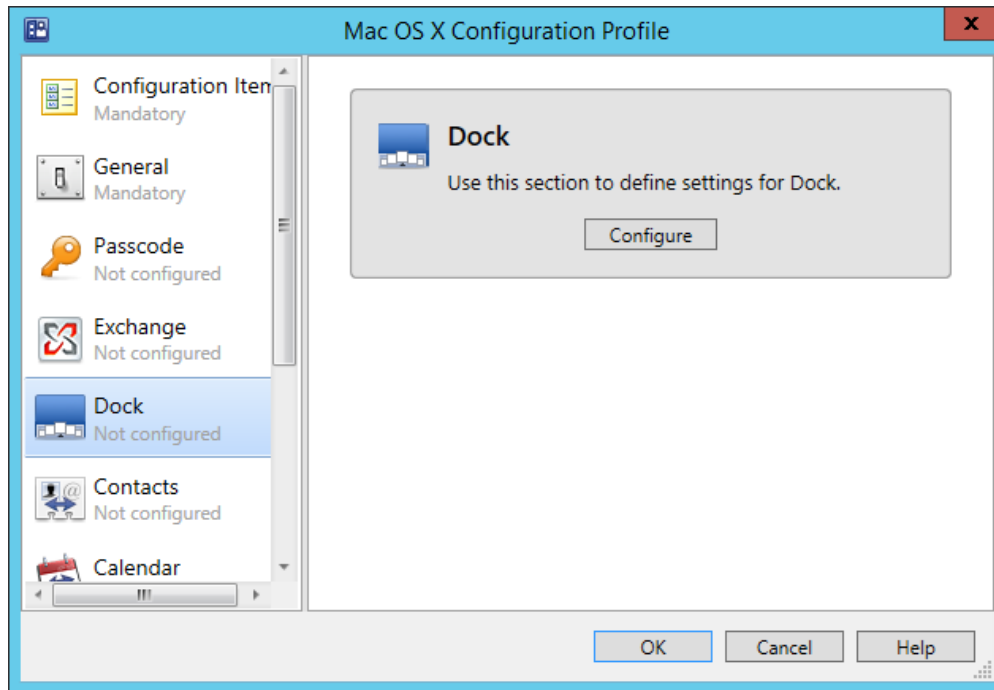 Mac OS X Configuration Profile
x
Configuration Item
Mandatory
General
Mandatory
Passcode
Not configured
Exchange
Not configured
Dock
Not configured
Contacts
Not configured
Calendar
Dock
Use this section to define settings for Dock.
Configure
OK
Cancel
Help